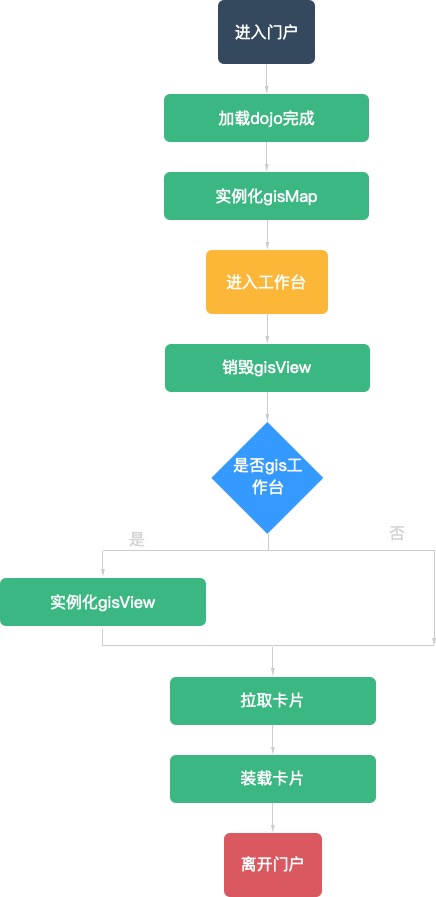 进入门户
加载dojo完成
实例化gisMap
进入工作台
销毁gisView
是否gis工
作台
是
否
实例化gisView
拉取卡片
装载卡片
离开门户